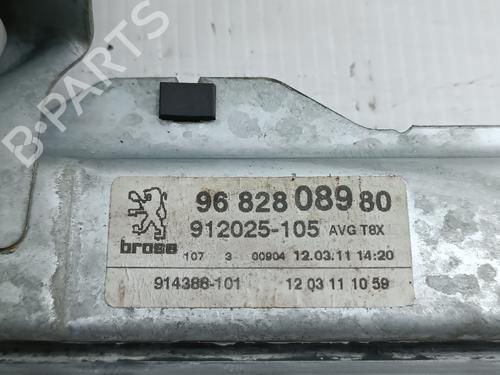 B-PARTS
96 828 089 80
912025-105 AVG T8X
brose
107 3 00904 12.03.11 14:20
914388-101 12 03 11 10 59